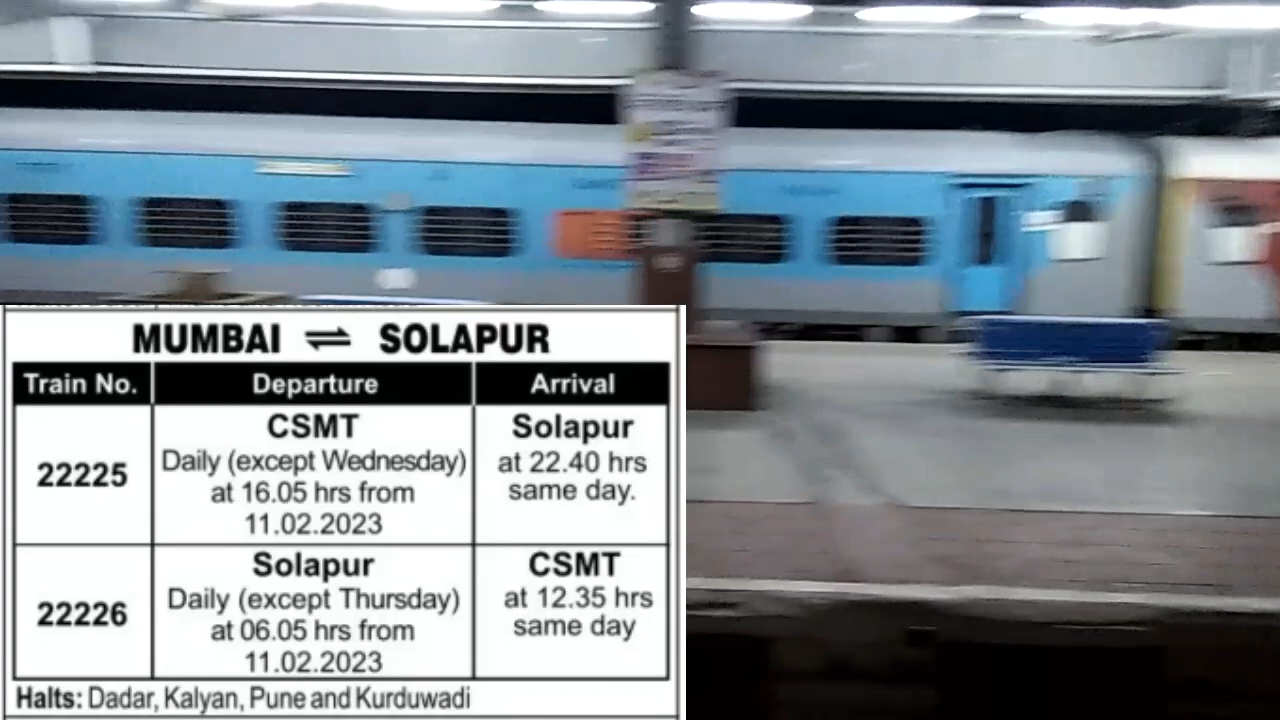 MUMBAI ⇌ SOLAPUR
Train No. Departure Arrival
22225
CSMT
Daily (except Wednesday)
at 16.05 hrs from
11.02.2023
Solapur
at 22.40 hrs
same day.
22226
Solapur
Daily (except Thursday)
at 06.05 hrs from
11.02.2023
CSMT
at 12.35 hrs
same day
Halts: Dadar, Kalyan, Pune and Kurduwadi